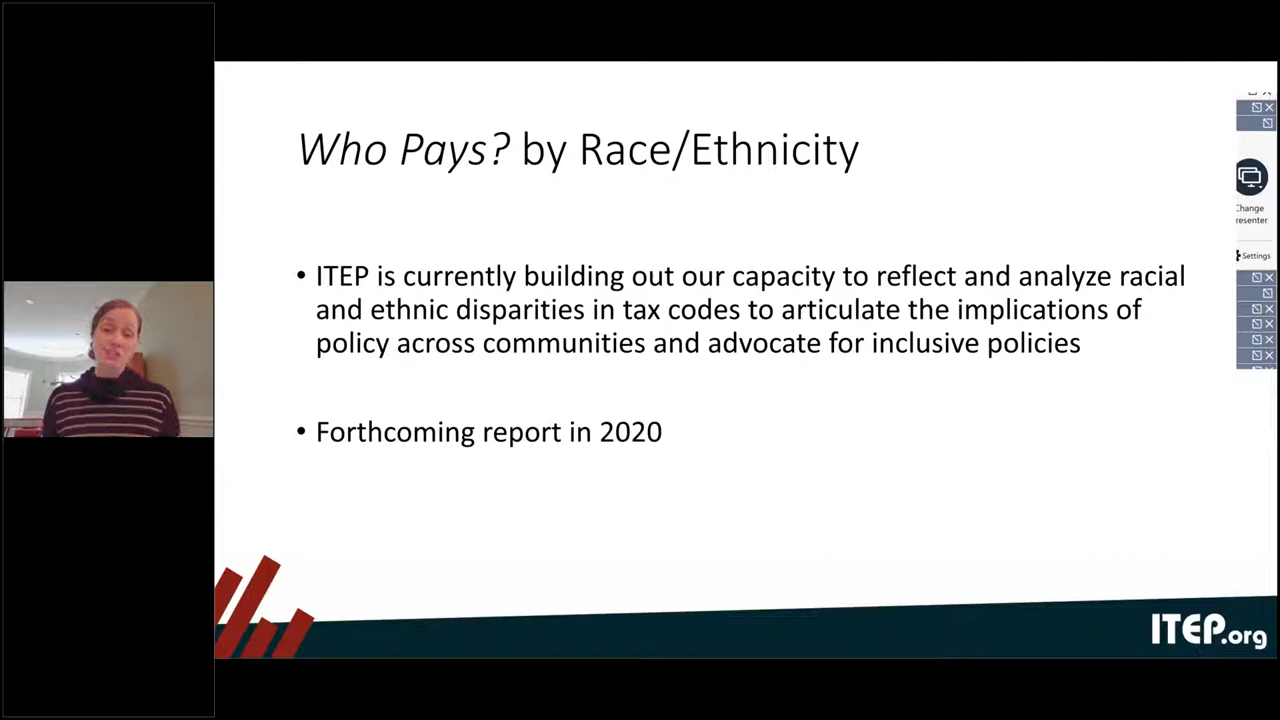 Who Pays? by Race/Ethnicity
• ITEP is currently building out our capacity to reflect and analyze racial
and ethnic disparities in tax codes to articulate the implications of
policy across communities and advocate for inclusive policies
• Forthcoming report in 2020
Change
resenter
Settings
ITEP.org